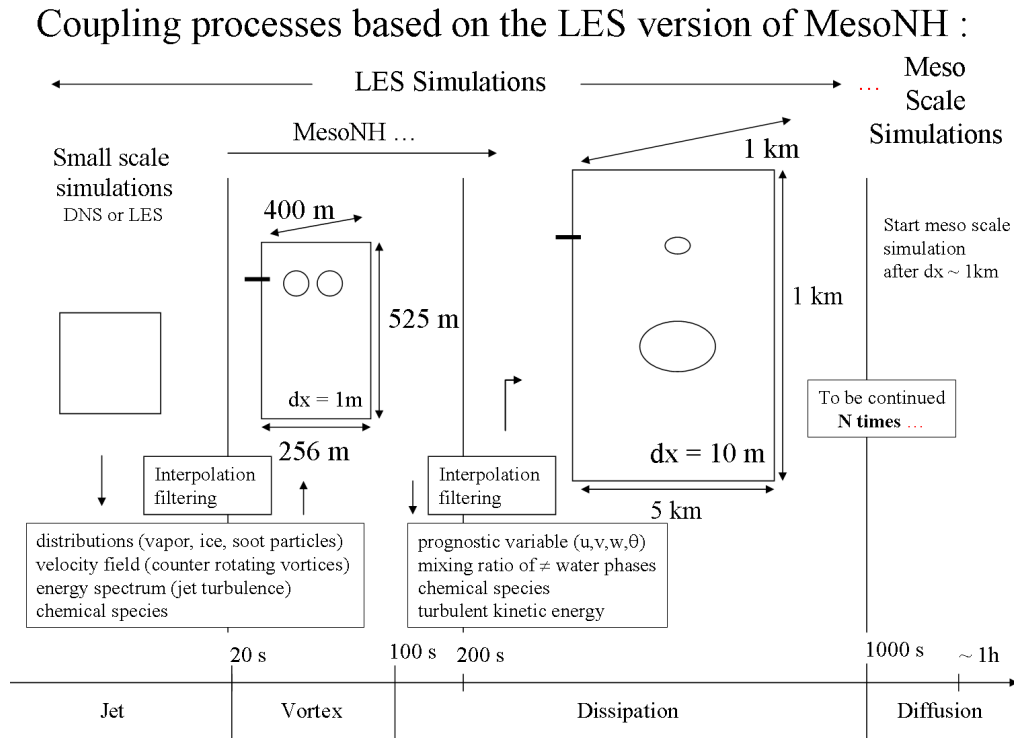 Coupling processes based on the LES version of MesoNH :
LES Simulations
…
Meso
Scale
Simulations
MesoNH …
Small scale
simulations
DNS or LES
400 m
525 m
dx = 1m
256 m
1 km
1 km
dx = 10 m
5 km
Start meso scale
simulation
after dx ~ 1km
To be continued
N times …
Interpolation
filtering
Interpolation
filtering
distributions (vapor, ice, soot particles)
velocity field (counter rotating vortices)
energy spectrum (jet turbulence)
chemical species
prognostic variable (u,v,w,θ)
mixing ratio of ≠ water phases
chemical species
turbulent kinetic energy
20 s
100 s
200 s
1000 s
~ 1h
Jet
Vortex
Dissipation
Diffusion